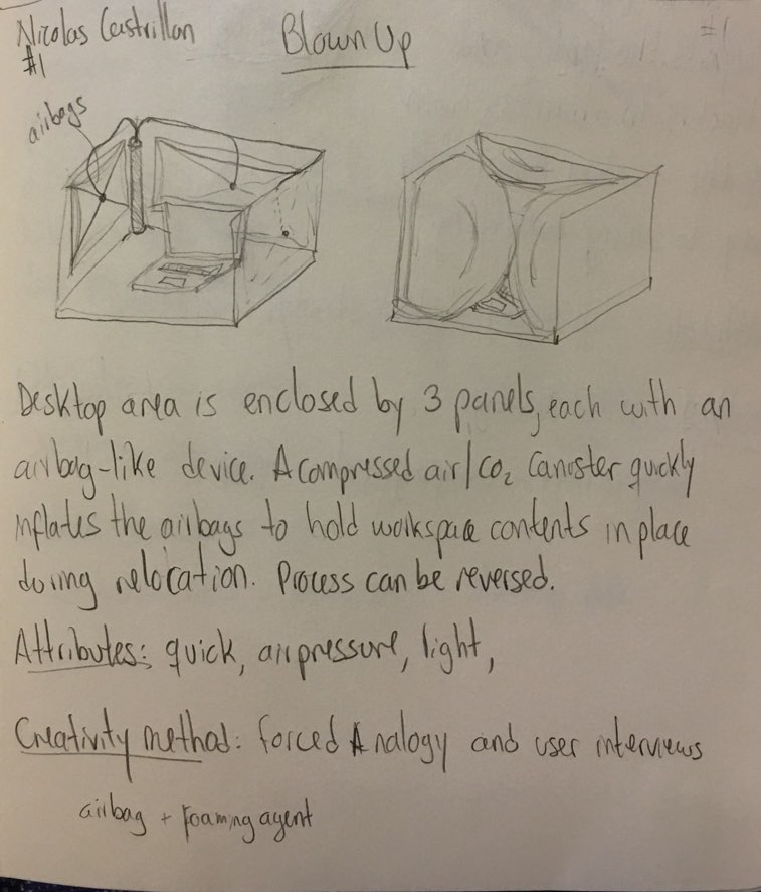 Nicolas Castrillon
#1
Blown Up
#1
airbags
Desktop area is enclosed by 3 panels, each with an
airbag-like device. A compressed air/CO₂ Canister quickly
inflates the airbags to hold workspace contents in place
during relocation. Process can be reversed.
Attributes: quick, air pressure, light,
Creativity method: Forced Analogy and user interviews
airbag + Foaming agent